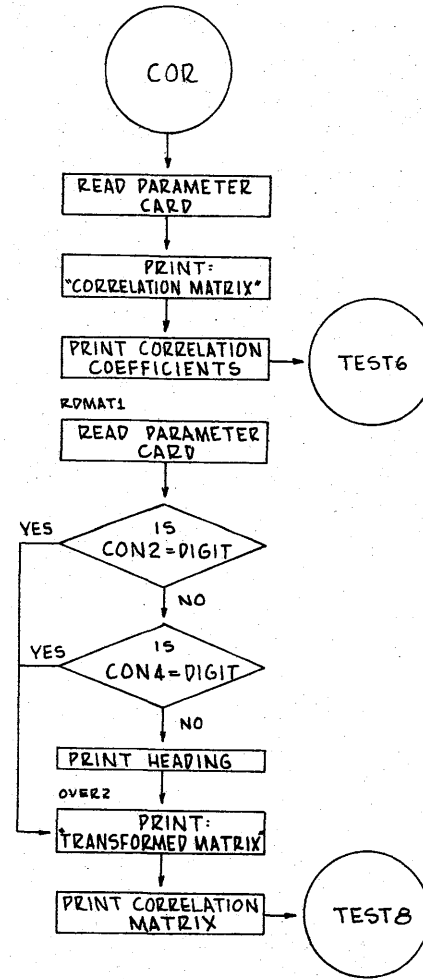 COR
READ PARAMETER
CARD
PRINT:
"CORRELATION MATRIX"
PRINT CORRELATION
COEFFICIENTS
TEST6
RDMAT1
READ PARAMETER
CARD
IS
CON2=DIGIT
YES
NO
IS
CON4=DIGIT
YES
NO
PRINT HEADING
OVER2
PRINT:
"TRANSFORMED MATRIX"
PRINT CORRELATION
MATRIX
TEST8